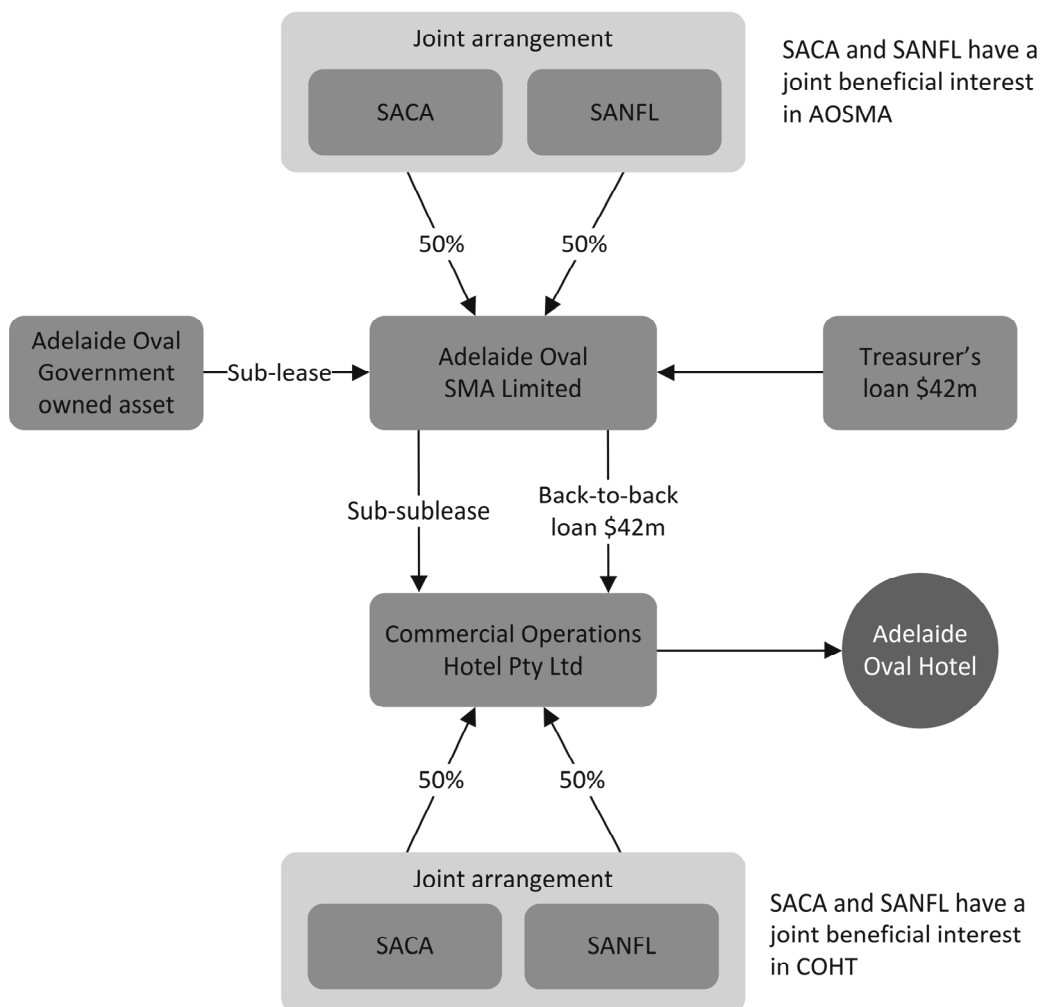 Joint arrangement
SACA
SANFL
SACA and SANFL have a
joint beneficial interest
in AOSMA
50%
50%
Adelaide Oval
Government
owned asset
Sub-lease
Adelaide Oval
SMA Limited
Treasurer’s
loan $42m
Sub-sublease
Back-to-back
loan $42m
Commercial Operations
Hotel Pty Ltd
Adelaide
Oval Hotel
50%
50%
Joint arrangement
SACA
SANFL
SACA and SANFL have a
joint beneficial interest
in COHT